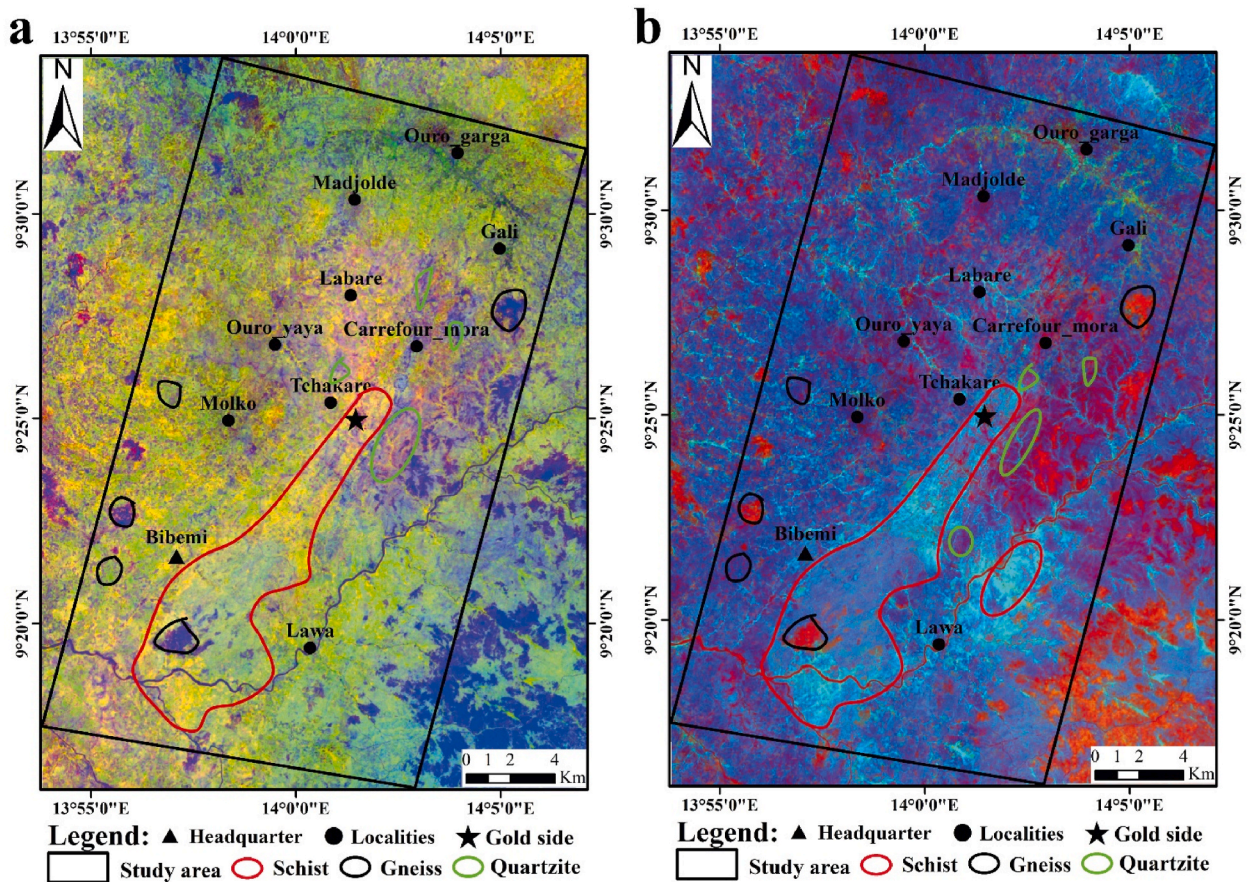 a
13°55'0"E 14°0'0"E 14°5'0"E
N
Ouro_garga
Madjolde
9°30'0"N 9°30'0"N
Gali
Labare
Ouro_yaya Carrefour_mora
Tchakare
Molko
9°25'0"N 9°25'0"N
Bibemi
9°20'0"N 9°20'0"N
Lawa
0 1 2 4
Km
13°55'0"E 14°0'0"E 14°5'0"E
Legend: Headquarter Localities Gold side
Study area Schist Gneiss Quartzite
b
13°55'0"E 14°0'0"E 14°5'0"E
N
Ouro_garga
Madjolde
9°30'0"N 9°30'0"N
Gali
Labare
Ouro_yaya Carrefour_mora
Tchakare
Molko
9°25'0"N 9°25'0"N
Bibemi
9°20'0"N 9°20'0"N
Lawa
0 1 2 4
Km
13°55'0"E 14°0'0"E 14°5'0"E
Legend: Headquarter Localities Gold side
Study area Schist Gneiss Quartzite